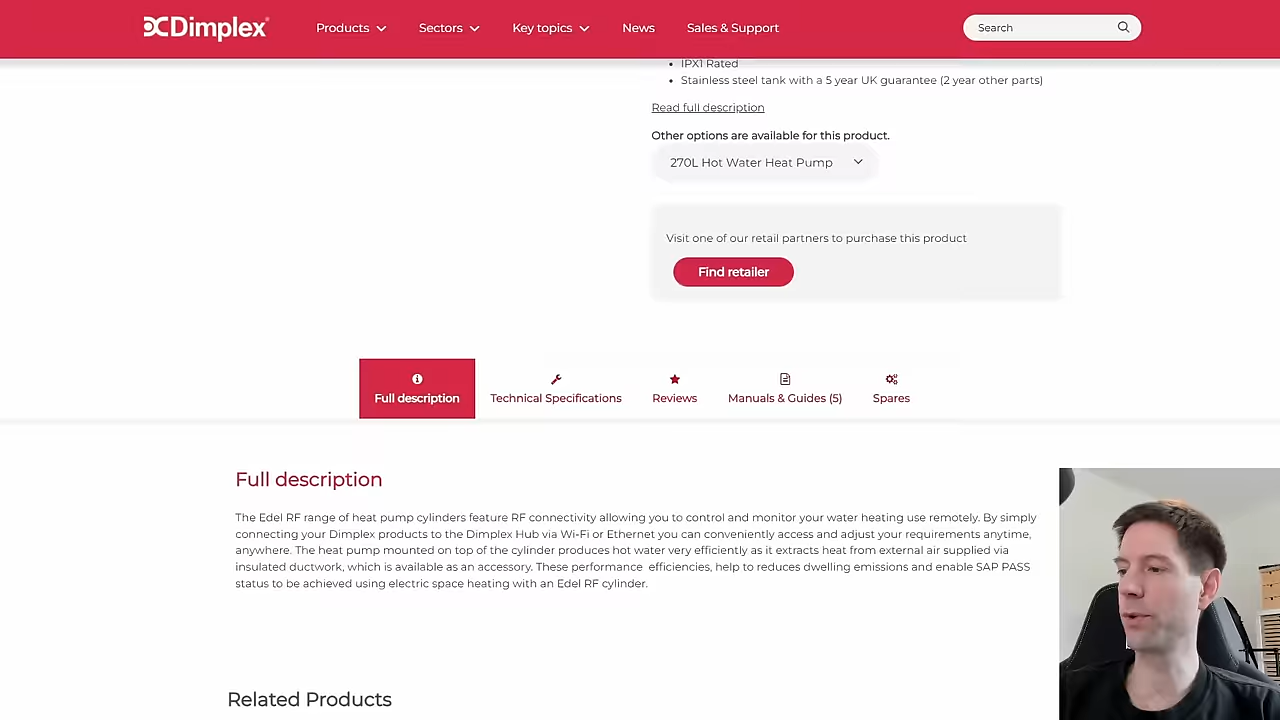 Dimplex
Products
Sectors
Key topics
News
Sales & Support
Search
IPX1 Rated
Stainless steel tank with a 5 year UK guarantee (2 year other parts)
Read full description
Other options are available for this product.
270L Hot Water Heat Pump
Visit one of our retail partners to purchase this product
Find retailer
Full description
Technical Specifications
Reviews
Manuals & Guides (5)
Spares
Full description
The Edel RF range of heat pump cylinders feature RF connectivity allowing you to control and monitor your water heating use remotely. By simply
connecting your Dimplex products to the Dimplex Hub via Wi-Fi or Ethernet you can conveniently access and adjust your requirements anytime,
anywhere. The heat pump mounted on top of the cylinder produces hot water very efficiently as it extracts heat from external air supplied via
insulated ductwork, which is available as an accessory. These performance efficiencies, help to reduces dwelling emissions and enable SAP PASS
status to be achieved using electric space heating with an Edel RF cylinder.
Related Products